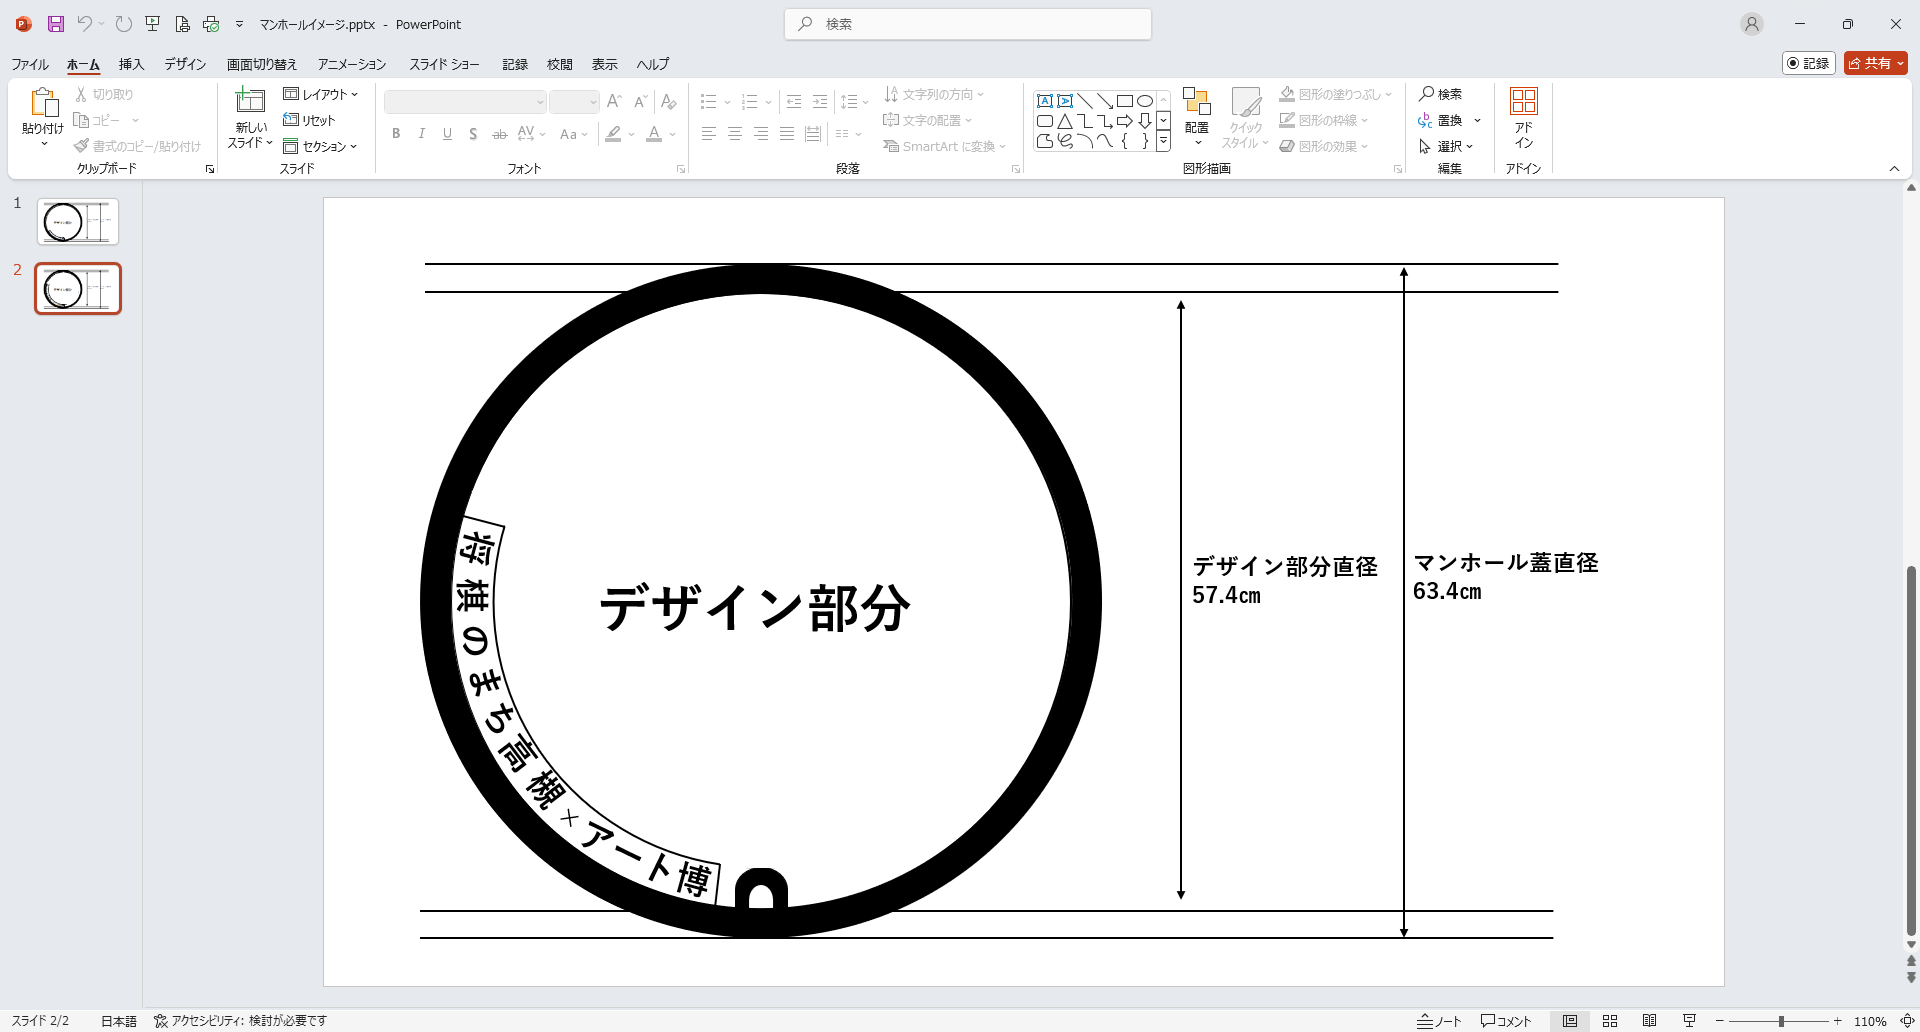 マンホールイメージ.pptx - PowerPoint
検索
ファイル ホーム 挿入 デザイン 画面切り替え アニメーション スライド ショー 記録 校閲 表示 ヘルプ
記録 共有
貼り付け
切り取り
コピー
書式のコピー/貼り付け
クリップボード
新しい
スライド
レイアウト
リセット
セクション
スライド
B I U S ab AV Aa A
フォント
文字列の方向
文字の配置
SmartArt に変換
段落
配置
クイック
スタイル
図形の塗りつぶし
図形の枠線
図形の効果
図形描画
検索
置換
選択
編集
アド
イン
アドイン
1
2
デザイン部分
将棋のまち高槻×アート博
デザイン部分直径
57.4㎝
マンホール蓋直径
63.4㎝
スライド 2/2 日本語 アクセシビリティ: 検討が必要です
ノート コメント 110%